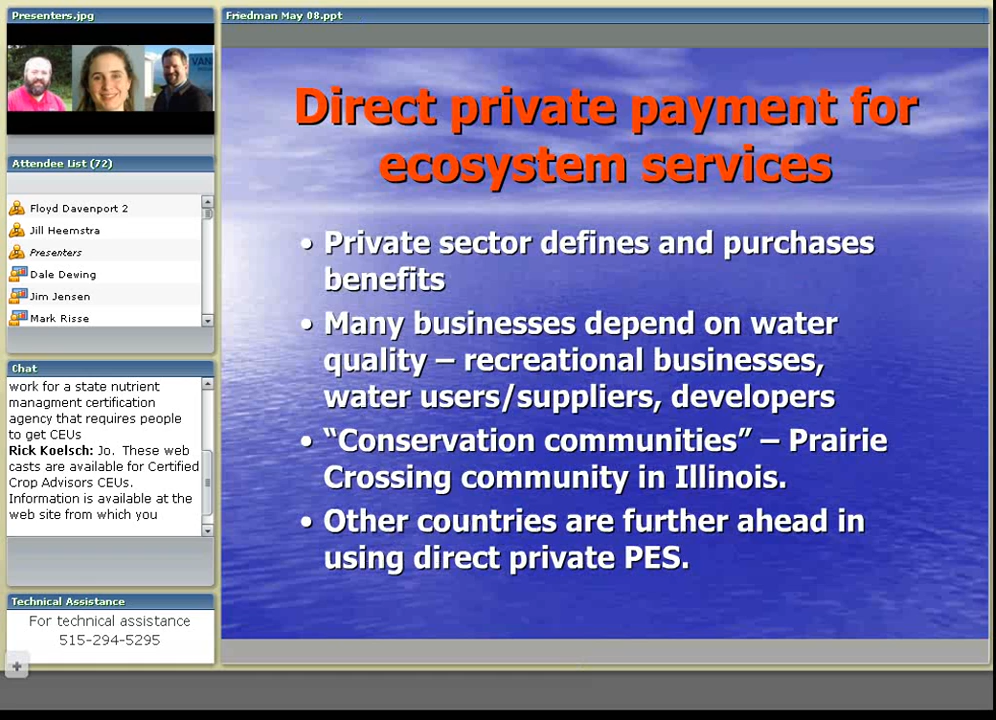 Presenters.jpg
VAN
Attendee List (72)
Floyd Davenport 2
Jill Heemstra
Presenters
Dale Dewing
Jim Jensen
Mark Risse
Chat
work for a state nutrient
managment certification
agency that requires people
to get CEUs
Rick Koelsch: Jo. These web
casts are available for Certified
Crop Advisors CEUs.
Information is available at the
web site from which you
Technical Assistance
For technical assistance
515-294-5295
Friedman May 08.ppt
Direct private payment for
ecosystem services
• Private sector defines and purchases
benefits
• Many businesses depend on water
quality – recreational businesses,
water users/suppliers, developers
• “Conservation communities” – Prairie
Crossing community in Illinois.
• Other countries are further ahead in
using direct private PES.